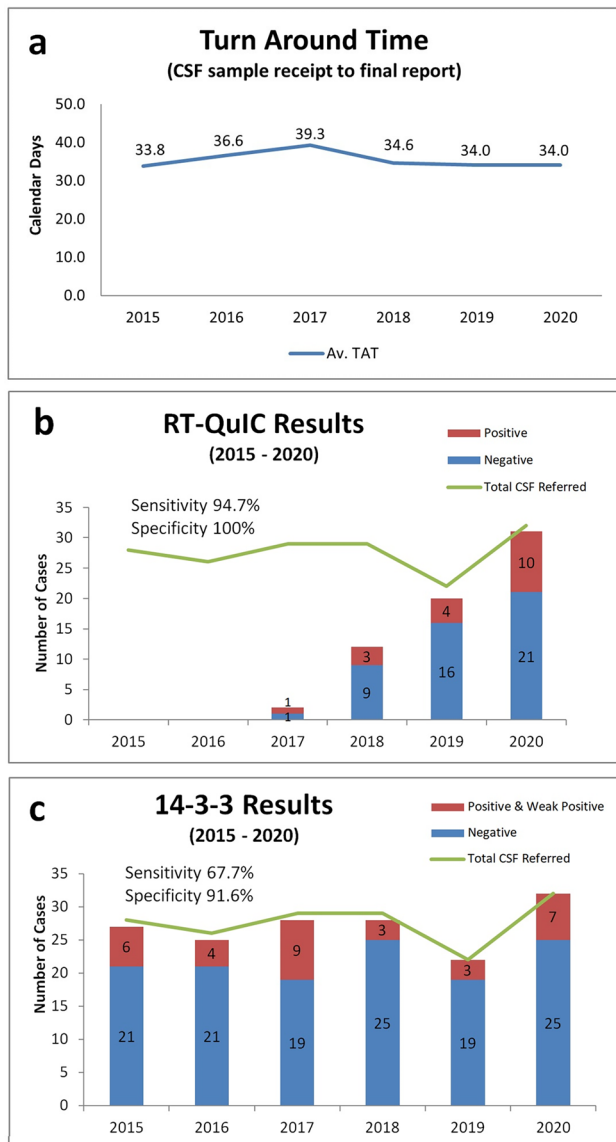 a
Turn Around Time
(CSF sample receipt to final report)
50.0
40.0
30.0
20.0
10.0
0.0
Calendar Days
33.8
36.6
39.3
34.6
34.0
34.0
2015 2016 2017 2018 2019 2020
Av. TAT
b
RT-QuIC Results
(2015 - 2020)
Positive
Negative
Total CSF Referred
Sensitivity 94.7%
Specificity 100%
35
30
25
20
15
10
5
0
Number of Cases
1
1
3
9
4
16
10
21
2015 2016 2017 2018 2019 2020
c
14-3-3 Results
(2015 - 2020)
Positive & Weak Positive
Negative
Total CSF Referred
Sensitivity 67.7%
Specificity 91.6%
35
30
25
20
15
10
5
0
Number of Cases
6
21
4
21
9
19
3
25
3
19
7
25
2015 2016 2017 2018 2019 2020